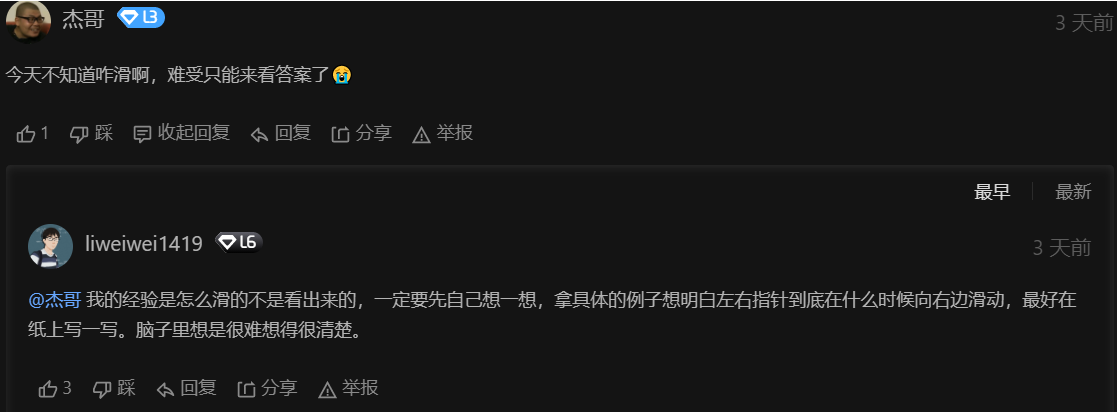 杰哥 L3 3 天前
今天不知道咋滑啊，难受只能来看答案了😭
1 踩 收起回复 回复 分享 举报
最早 最新
liweiwei1419 L6 3 天前
@杰哥 我的经验是怎么滑的不是看出来的，一定要先自己想一想，拿具体的例子想明白左右指针到底在什么时候向右边滑动，最好在
纸上写一写。脑子里想是很难想得很清楚。
3 踩 回复 分享 举报